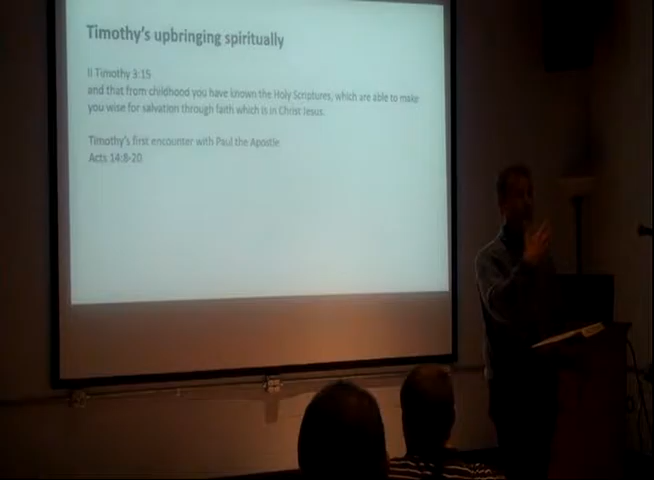 Timothy's upbringing spiritually
II Timothy 3:15
and that from childhood you have known the Holy Scriptures, which are able to make
you wise for salvation through faith which is in Christ Jesus.
Timothy's first encounter with Paul the Apostle
Acts 14:8-20